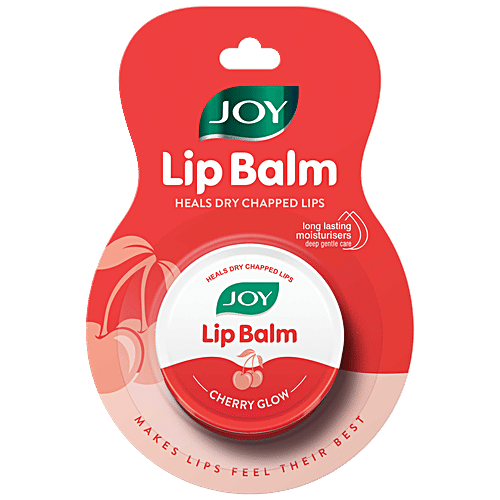 JOY
Lip Balm
HEALS DRY CHAPPED LIPS
long lasting
moisturisers
deep gentle care
HEALS DRY CHAPPED LIPS
JOY
Lip Balm
CHERRY GLOW
MAKES LIPS FEEL THEIR BEST